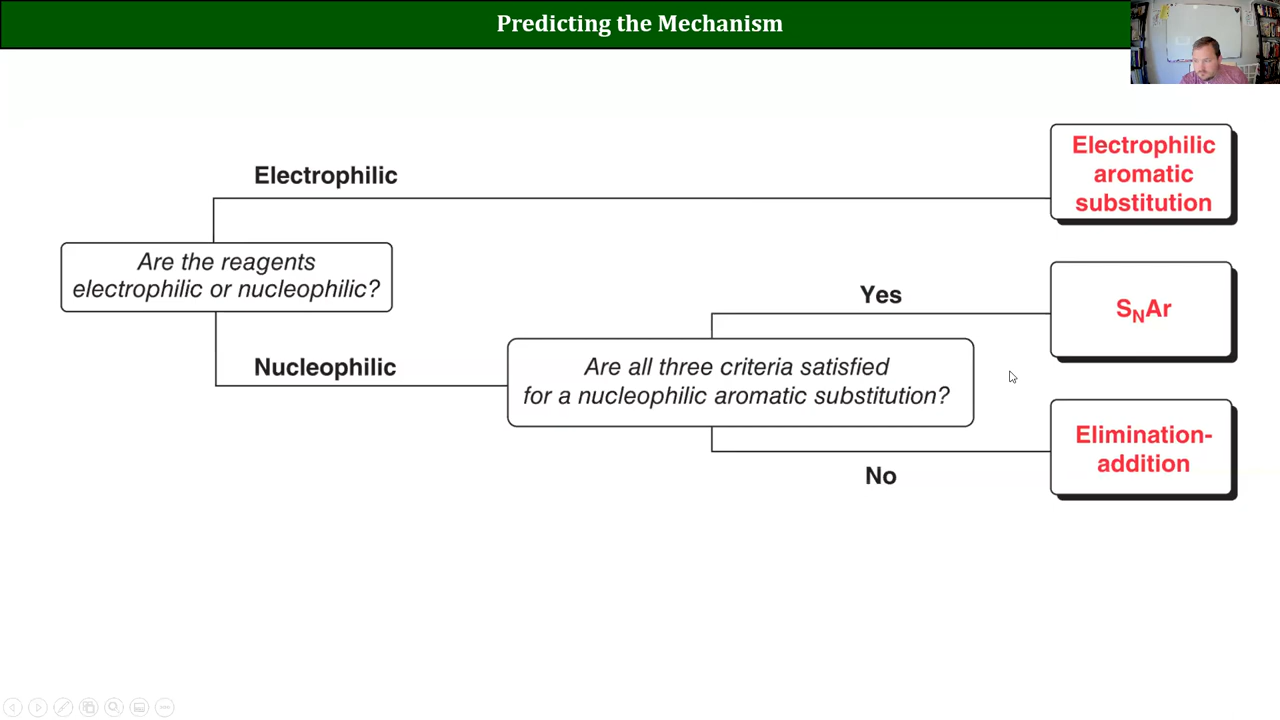 Predicting the Mechanism
Electrophilic
Electrophilic
aromatic
substitution
Are the reagents
electrophilic or nucleophilic?
Yes
SNAr
Nucleophilic
Are all three criteria satisfied
for a nucleophilic aromatic substitution?
Elimination-
addition
No